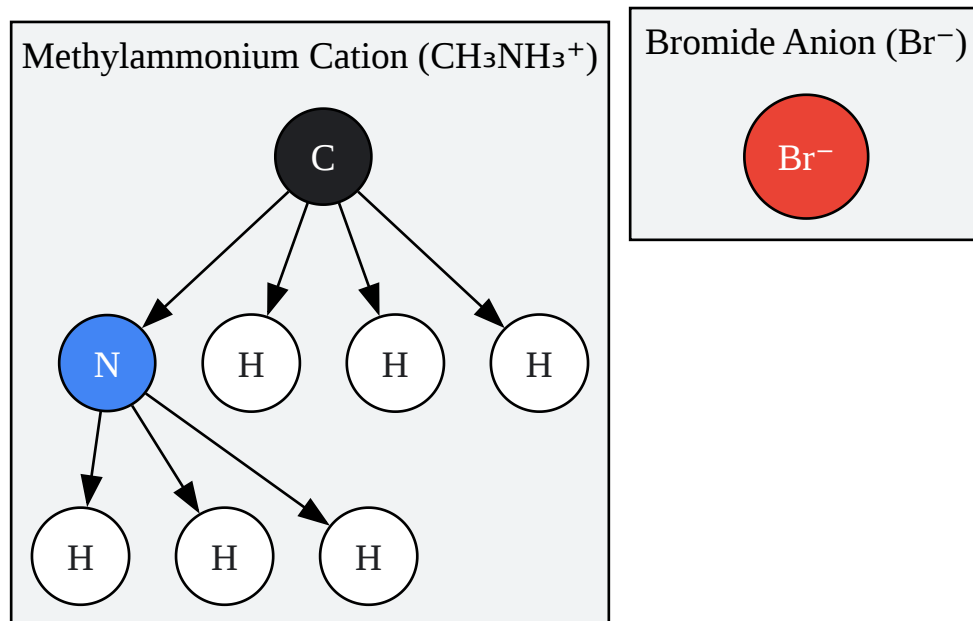 Methylammonium Cation (CH₃NH₃⁺)
Bromide Anion (Br⁻)
C
Br⁻
N
H
H
H
H
H
H